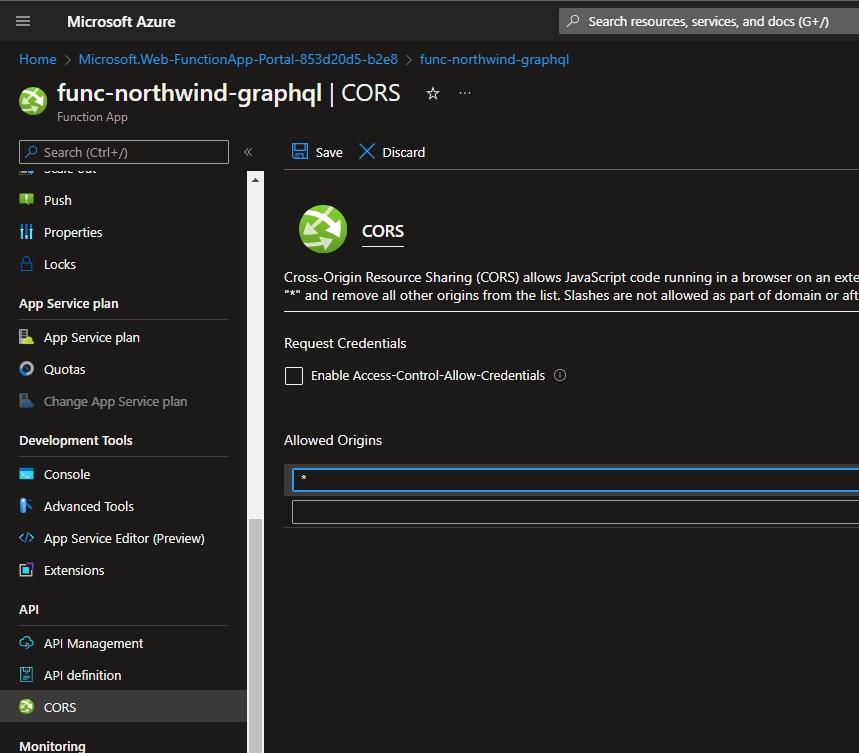 Microsoft Azure
Search resources, services, and docs (G+/)
Home > Microsoft.Web-FunctionApp-Portal-853d20d5-b2e8 > func-northwind-graphql
func-northwind-graphql | CORS
Function App
Search (Ctrl+/)
Save
Discard
Scale out
Push
Properties
Locks
App Service plan
App Service plan
Quotas
Change App Service plan
Development Tools
Console
Advanced Tools
App Service Editor (Preview)
Extensions
API
API Management
API definition
CORS
Monitoring
CORS
Cross-Origin Resource Sharing (CORS) allows JavaScript code running in a browser on an exte
"*" and remove all other origins from the list. Slashes are not allowed as part of domain or aft
Request Credentials
Enable Access-Control-Allow-Credentials
Allowed Origins
*